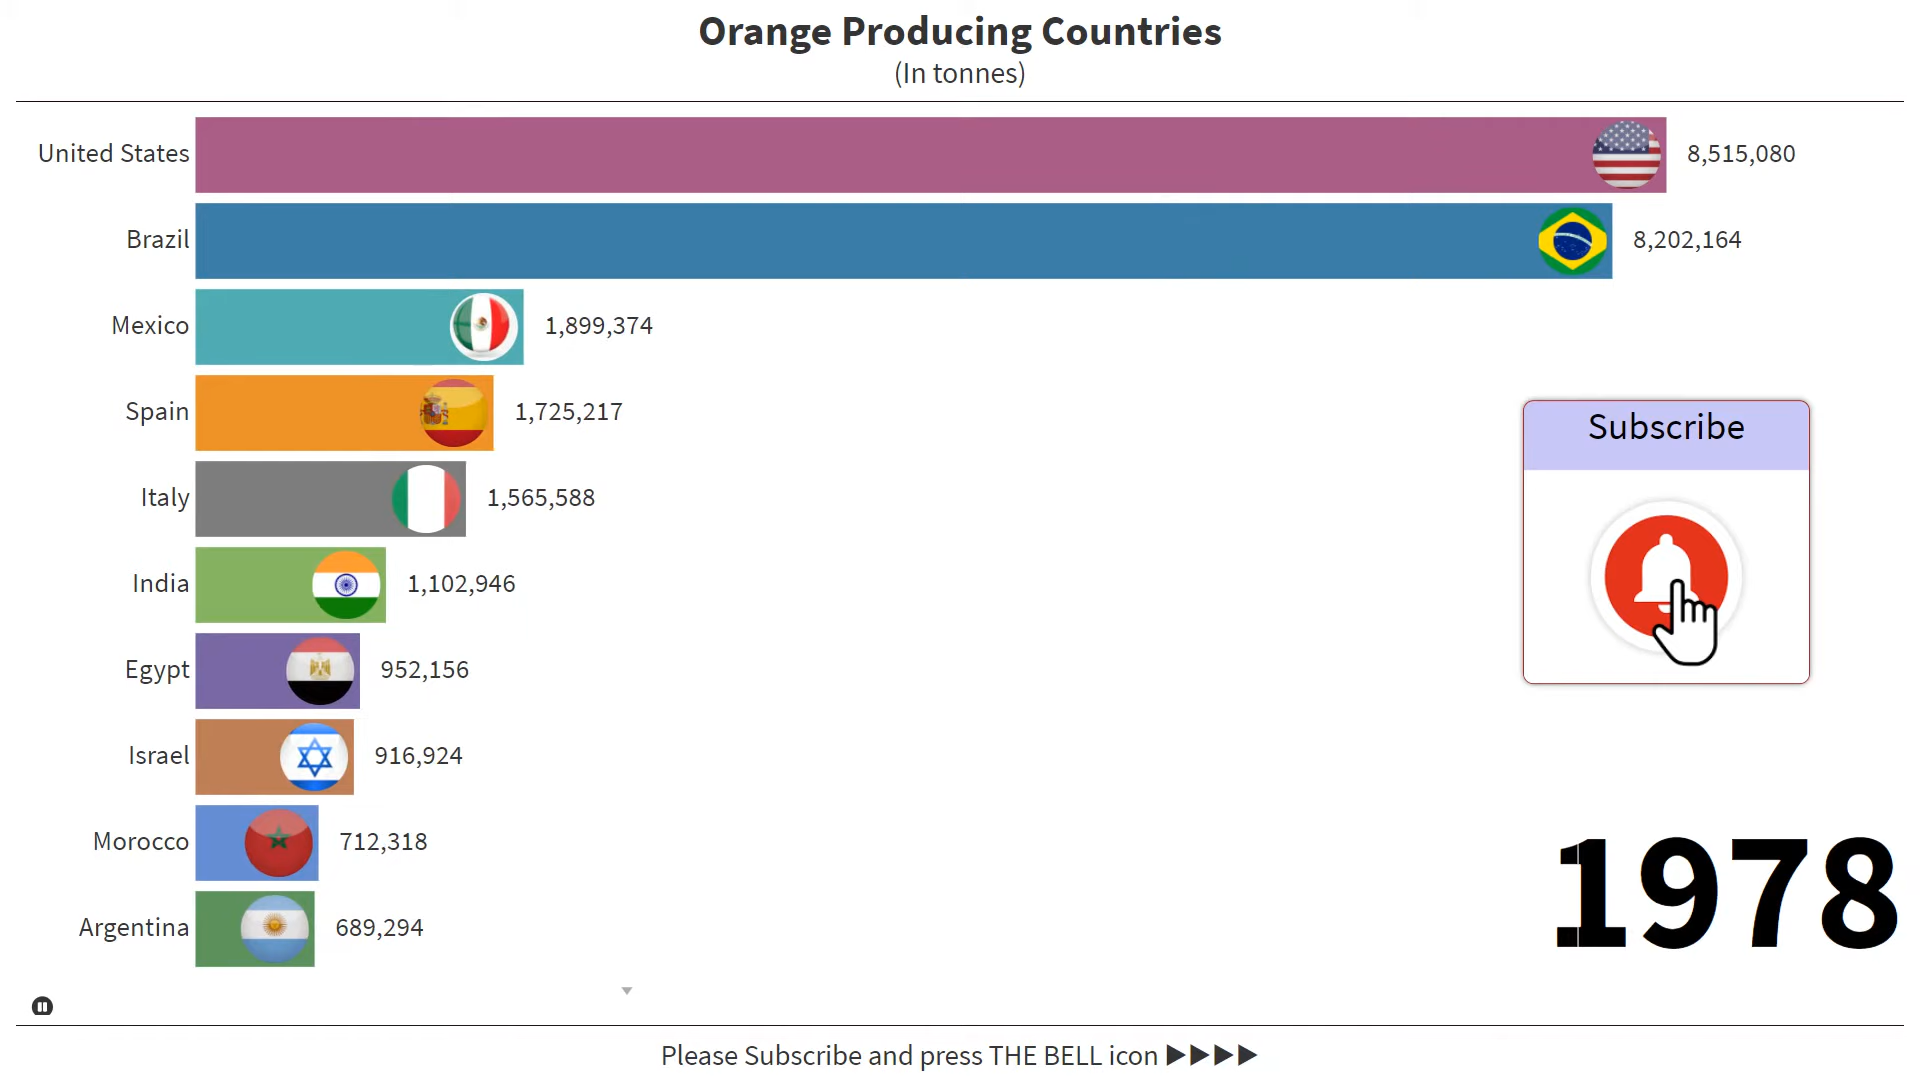 Orange Producing Countries
(In tonnes)
United States 8,515,080
Brazil 8,202,164
Mexico 1,899,374
Spain 1,725,217
Italy 1,565,588
India 1,102,946
Egypt 952,156
Israel 916,924
Morocco 712,318
Argentina 689,294
Subscribe
1978
Please Subscribe and press THE BELL icon ▶▶▶▶